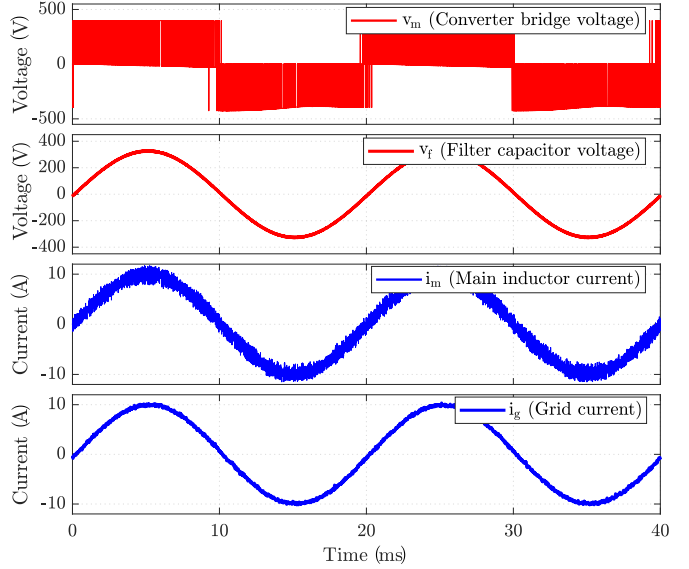 500
0
-500
Voltage (V)
v_m (Converter bridge voltage)
400
200
0
-200
-400
Voltage (V)
v_f (Filter capacitor voltage)
10
0
-10
Current (A)
i_m (Main inductor current)
10
0
-10
Current (A)
i_g (Grid current)
0 10 20 30 40
Time (ms)